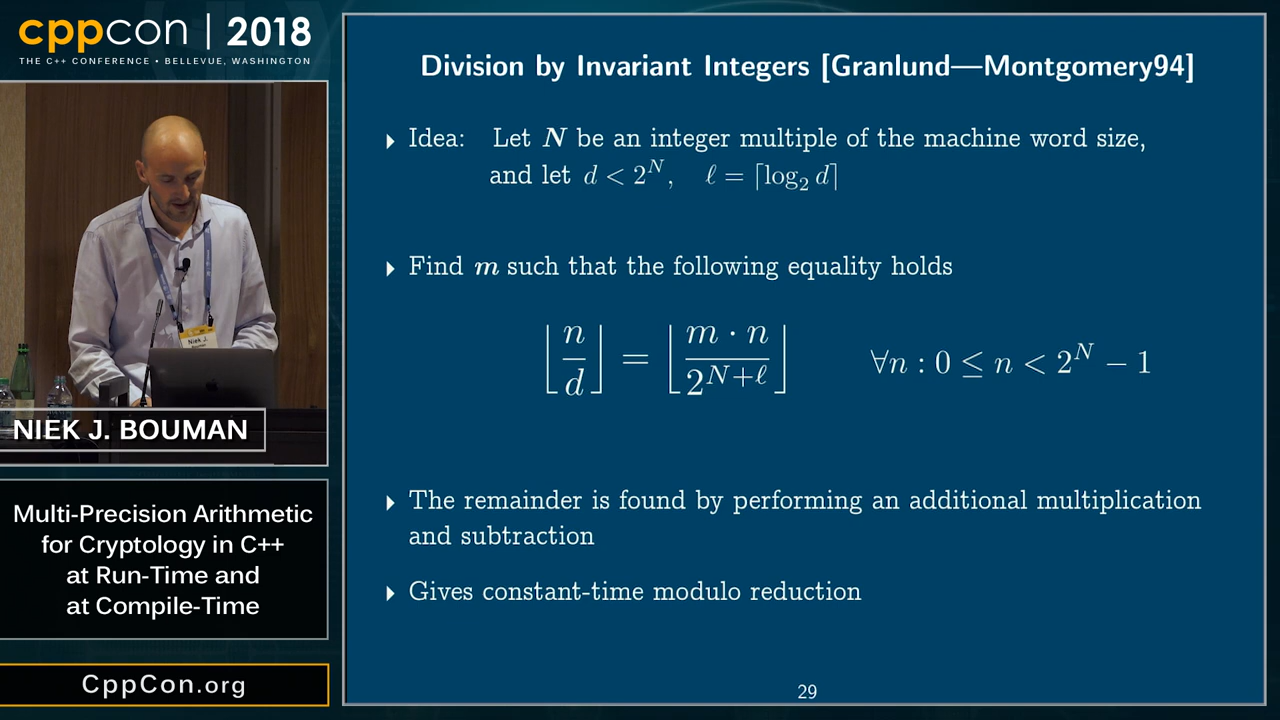 cppcon | 2018
THE C++ CONFERENCE • BELLEVUE, WASHINGTON
Niek J.
Bouman
NIEK J. BOUMAN
Multi-Precision Arithmetic
for Cryptology in C++
at Run-Time and
at Compile-Time
CppCon.org
Division by Invariant Integers [Granlund—Montgomery94]
Idea: Let N be an integer multiple of the machine word size,
and let d < 2^N, ℓ = ⌈log₂ d⌉
Find m such that the following equality holds
⌊n/d⌋ = ⌊(m · n)/2^(N+ℓ)⌋ ∀n : 0 ≤ n < 2^N − 1
The remainder is found by performing an additional multiplication
and subtraction
Gives constant-time modulo reduction
29